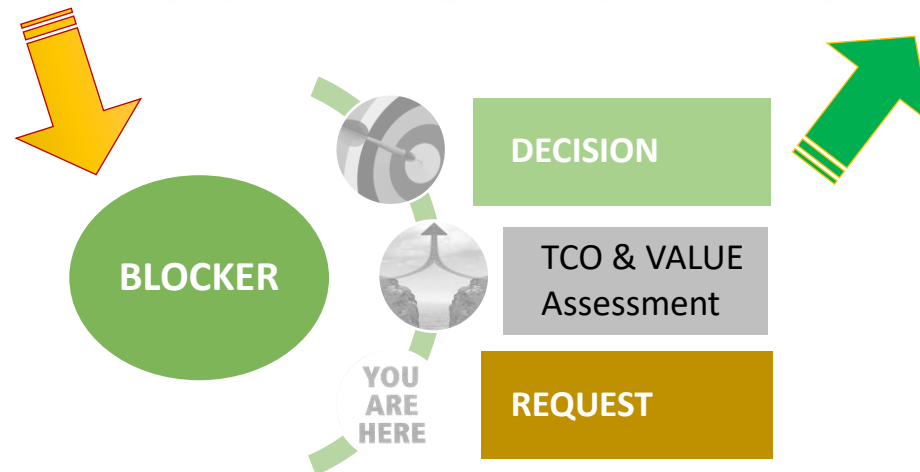 DECISION
BLOCKER
TCO & VALUE
Assessment
YOU
ARE
HERE
REQUEST